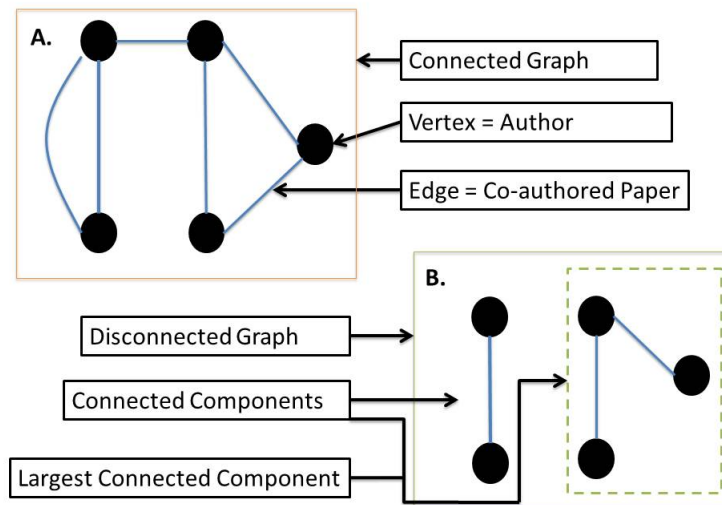 A.
Connected Graph
Vertex = Author
Edge = Co-authored Paper
B.
Disconnected Graph
Connected Components
Largest Connected Component